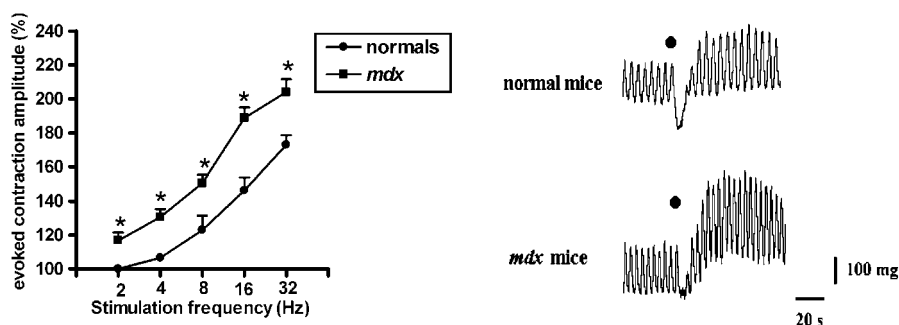 evoked contraction amplitude (%)
240
220
200
180
160
140
120
100
* * * * *
2 4 8 16 32
Stimulation frequency (Hz)
normals
mdx
normal mice
mdx mice
100 mg
20 s